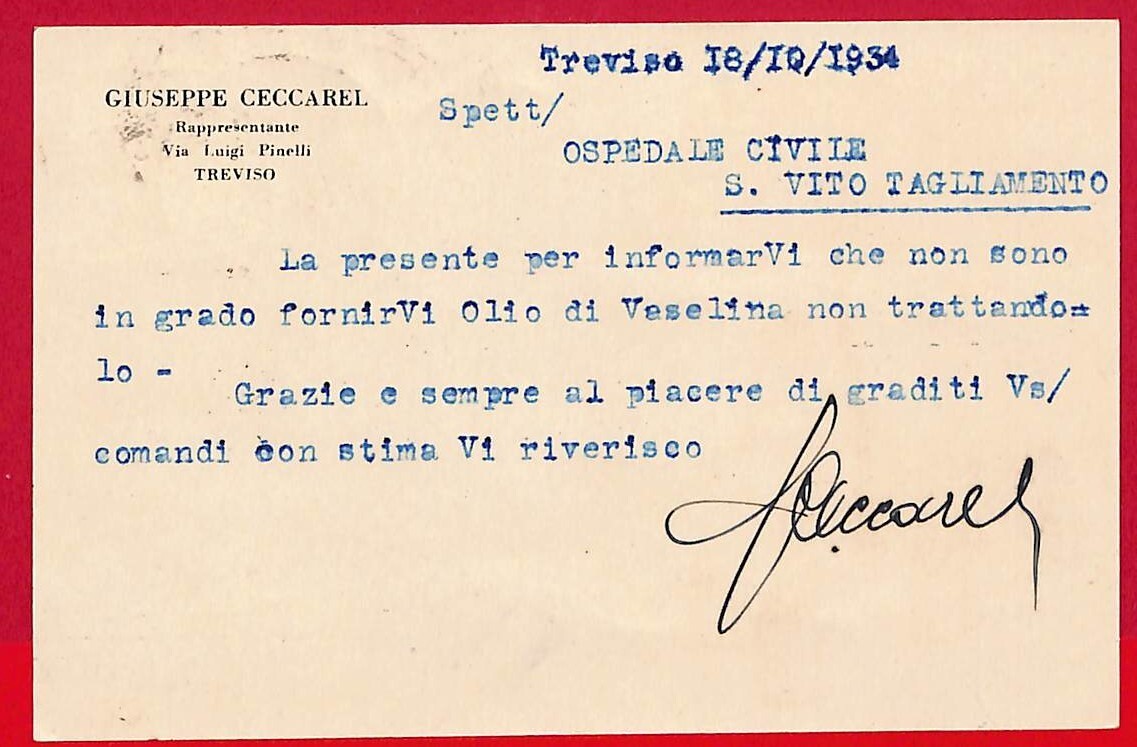 Treviso 18/10/1934
GIUSEPPE CECCAREL
Rappresentante
Via Luigi Pinelli
TREVISO
Spett/
OSPEDALE CIVILE
S. VITO TAGLIAMENTO
La presente per informarVi che non sono
in grado fornirVi Olio di Vaselina non trattando=
lo -
Grazie e sempre al piacere di graditi Vs/
comandi con stima Vi riverisco
Ceccarel